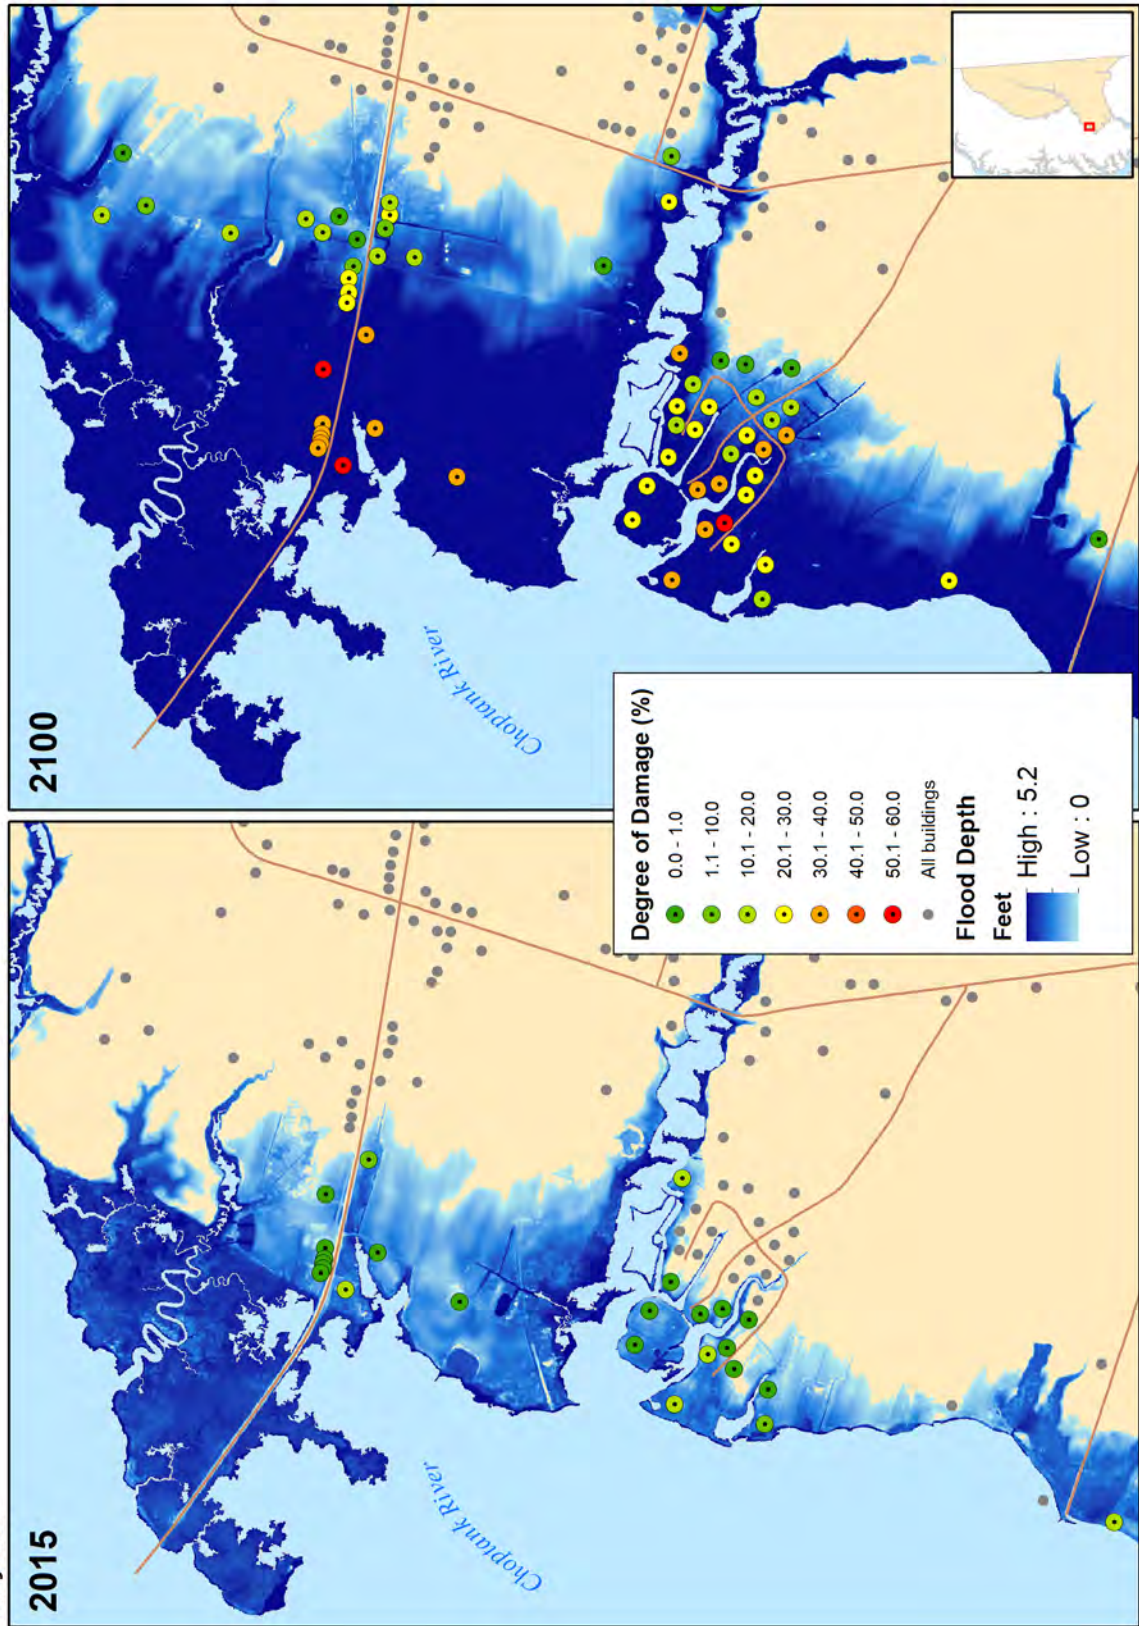 2015
2100
Choptank River
Choptank River
Degree of Damage (%)
0.0 - 1.0
1.1 - 10.0
10.1 - 20.0
20.1 - 30.0
30.1 - 40.0
40.1 - 50.0
50.1 - 60.0
All buildings
Flood Depth
Feet
High : 5.2
Low : 0